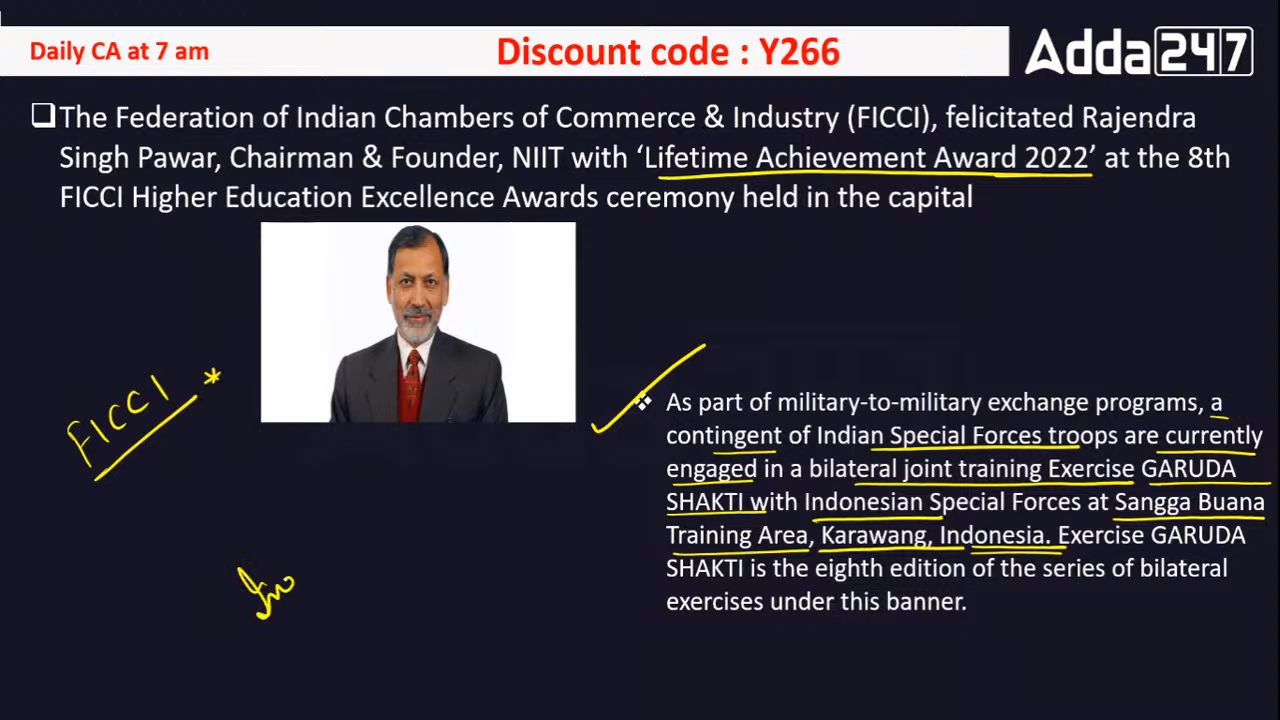 Daily CA at 7 am
Discount code : Y266
Adda247
The Federation of Indian Chambers of Commerce & Industry (FICCI), felicitated Rajendra
Singh Pawar, Chairman & Founder, NIIT with ‘Lifetime Achievement Award 2022’ at the 8th
FICCI Higher Education Excellence Awards ceremony held in the capital
FICCI *
As part of military-to-military exchange programs, a
contingent of Indian Special Forces troops are currently
engaged in a bilateral joint training Exercise GARUDA
SHAKTI with Indonesian Special Forces at Sangga Buana
Training Area, Karawang, Indonesia. Exercise GARUDA
SHAKTI is the eighth edition of the series of bilateral
exercises under this banner.